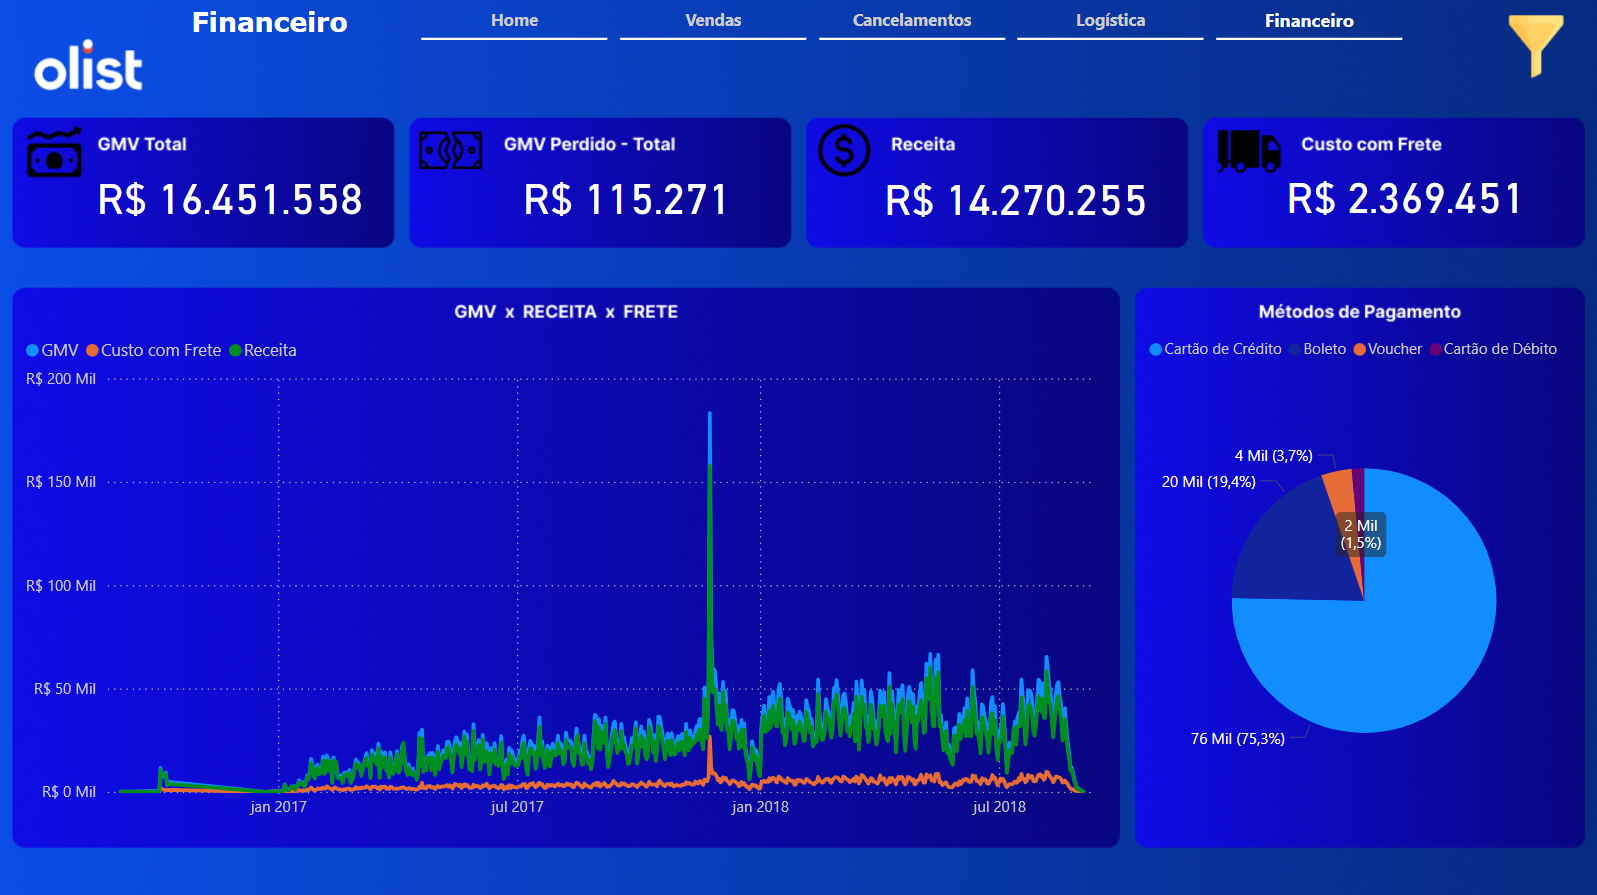 Financeiro
Home
Vendas
Cancelamentos
Logística
Financeiro
olist
GMV Total
R$ 16.451.558
GMV Perdido - Total
R$ 115.271
Receita
R$ 14.270.255
Custo com Frete
R$ 2.369.451
GMV x RECEITA x FRETE
GMV
Custo com Frete
Receita
R$ 200 Mil
R$ 150 Mil
R$ 100 Mil
R$ 50 Mil
R$ 0 Mil
jan 2017
jul 2017
jan 2018
jul 2018
Métodos de Pagamento
Cartão de Crédito
Boleto
Voucher
Cartão de Débito
4 Mil (3,7%)
20 Mil (19,4%)
2 Mil
(1,5%)
76 Mil (75,3%)